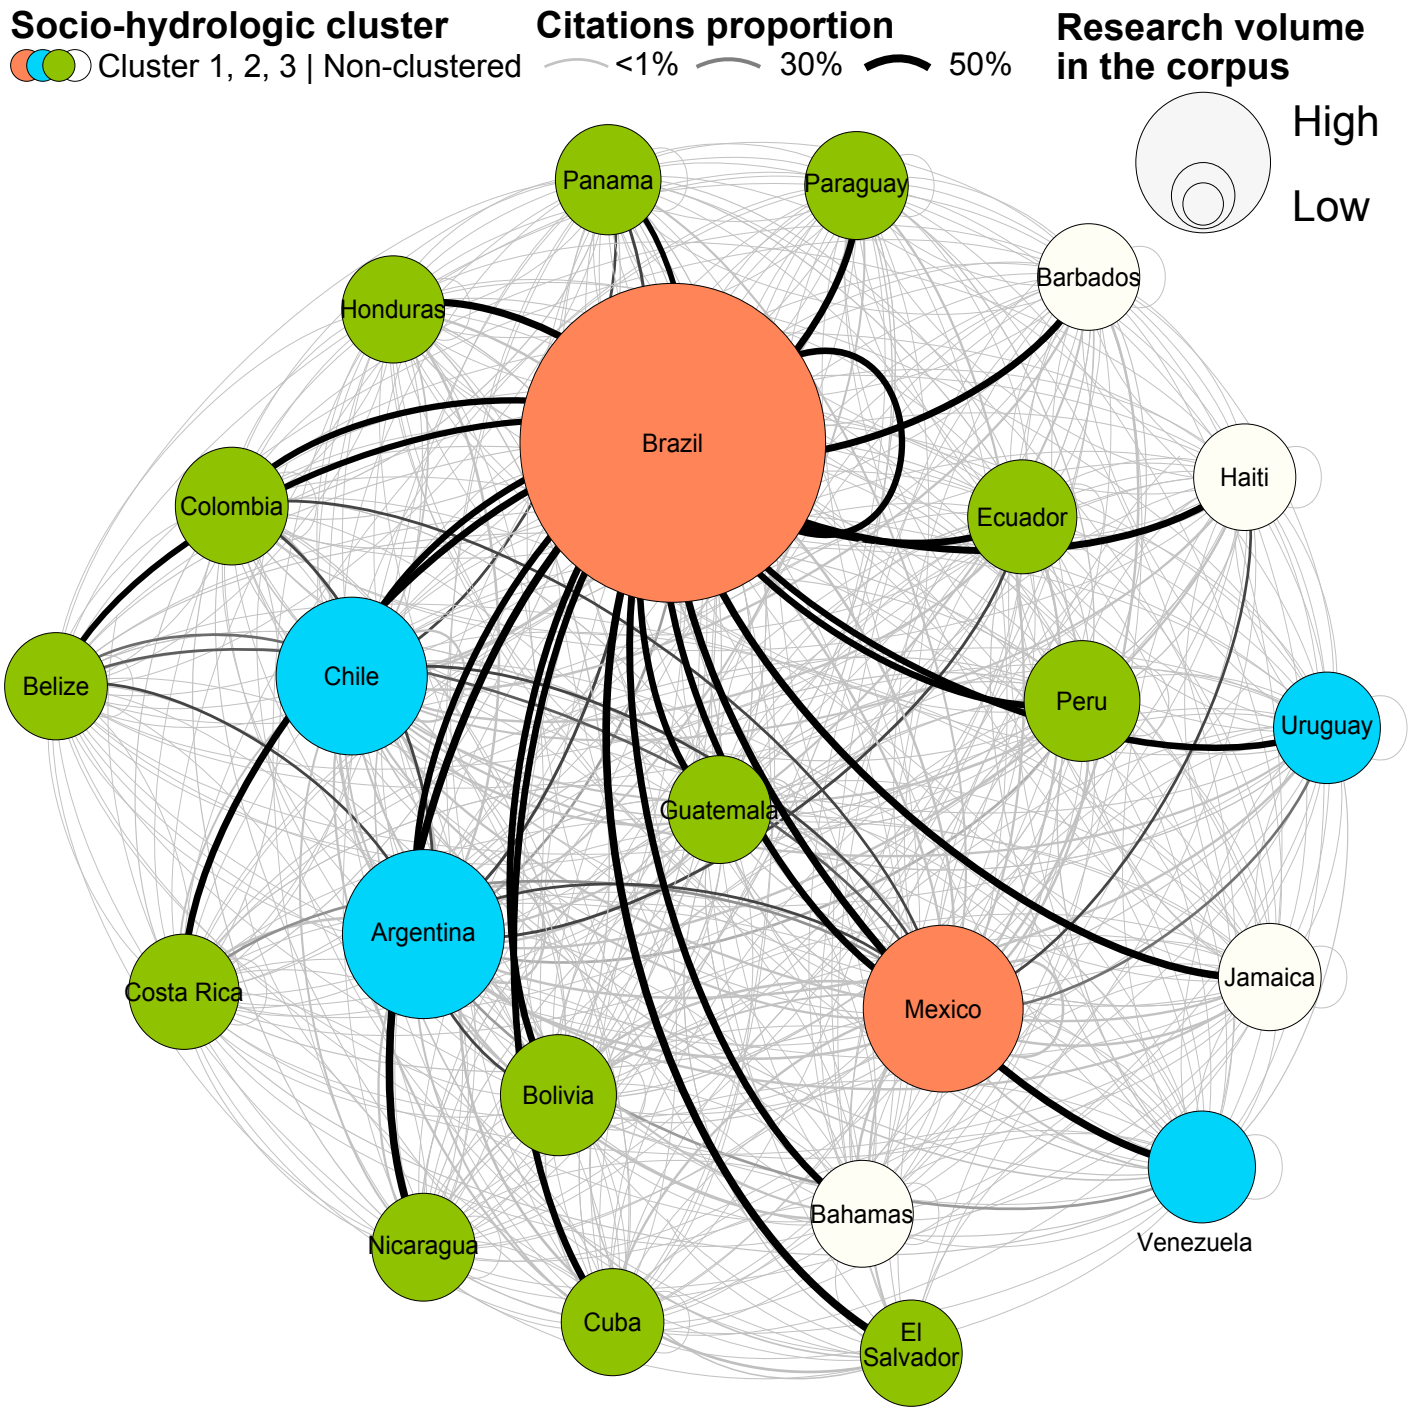 Socio-hydrologic cluster
Cluster 1, 2, 3 | Non-clustered
Citations proportion
<1%
30%
50%
Research volume
in the corpus
High
Low
Panama
Paraguay
Barbados
Honduras
Brazil
Haiti
Colombia
Ecuador
Chile
Belize
Peru
Uruguay
Guatemala
Argentina
Costa Rica
Jamaica
Mexico
Bolivia
Bahamas
Venezuela
Nicaragua
Cuba
El
Salvador